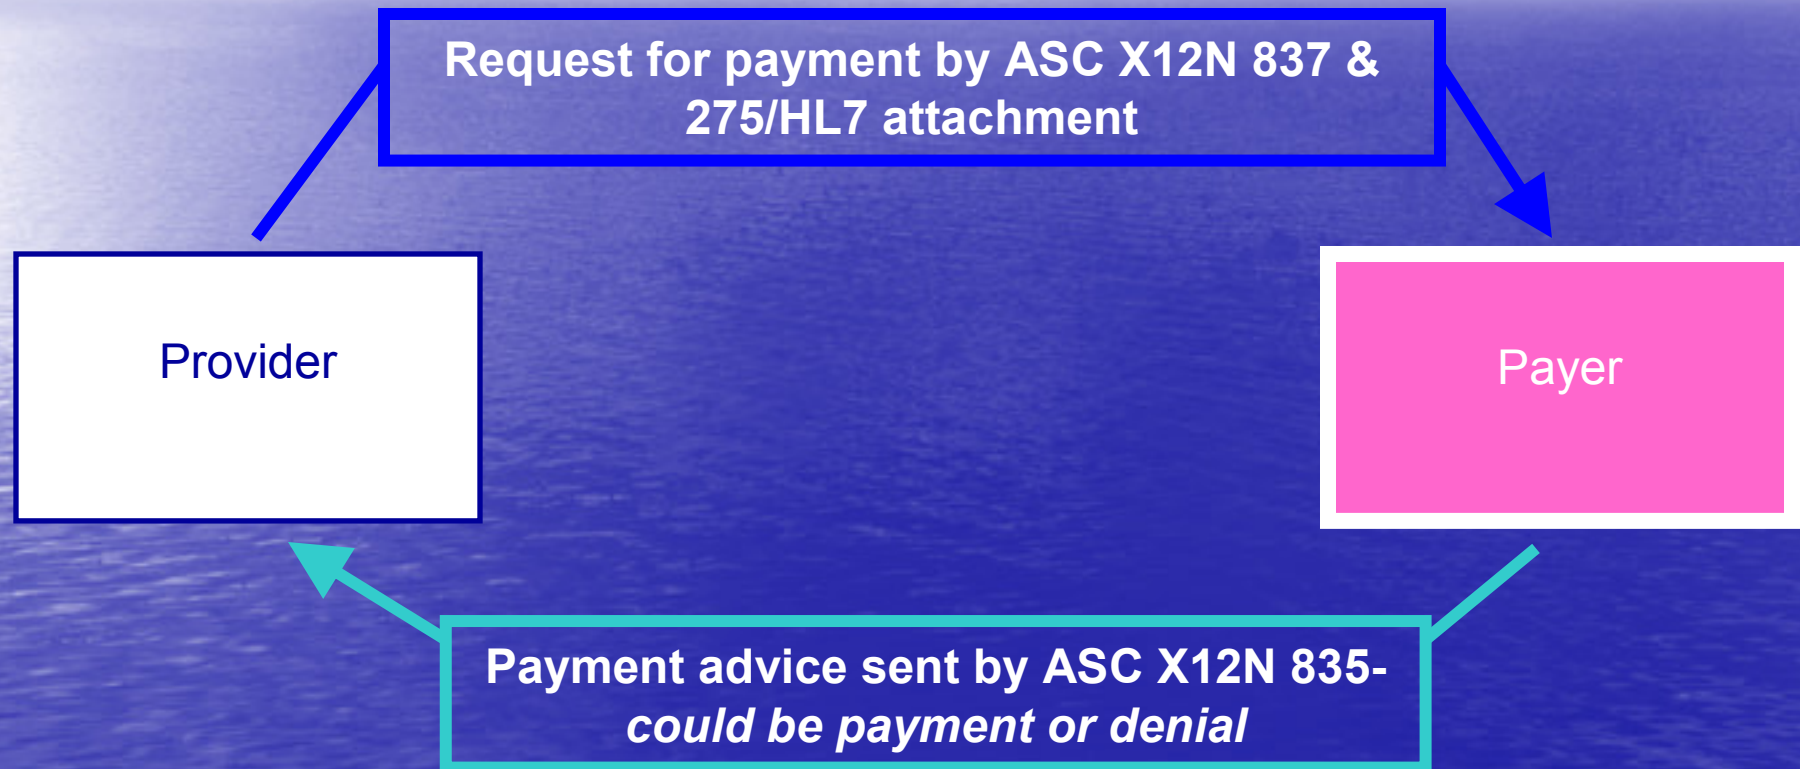 Request for payment by ASC X12N 837 &
275/HL7 attachment
Provider
Payer
Payment advice sent by ASC X12N 835-
could be payment or denial